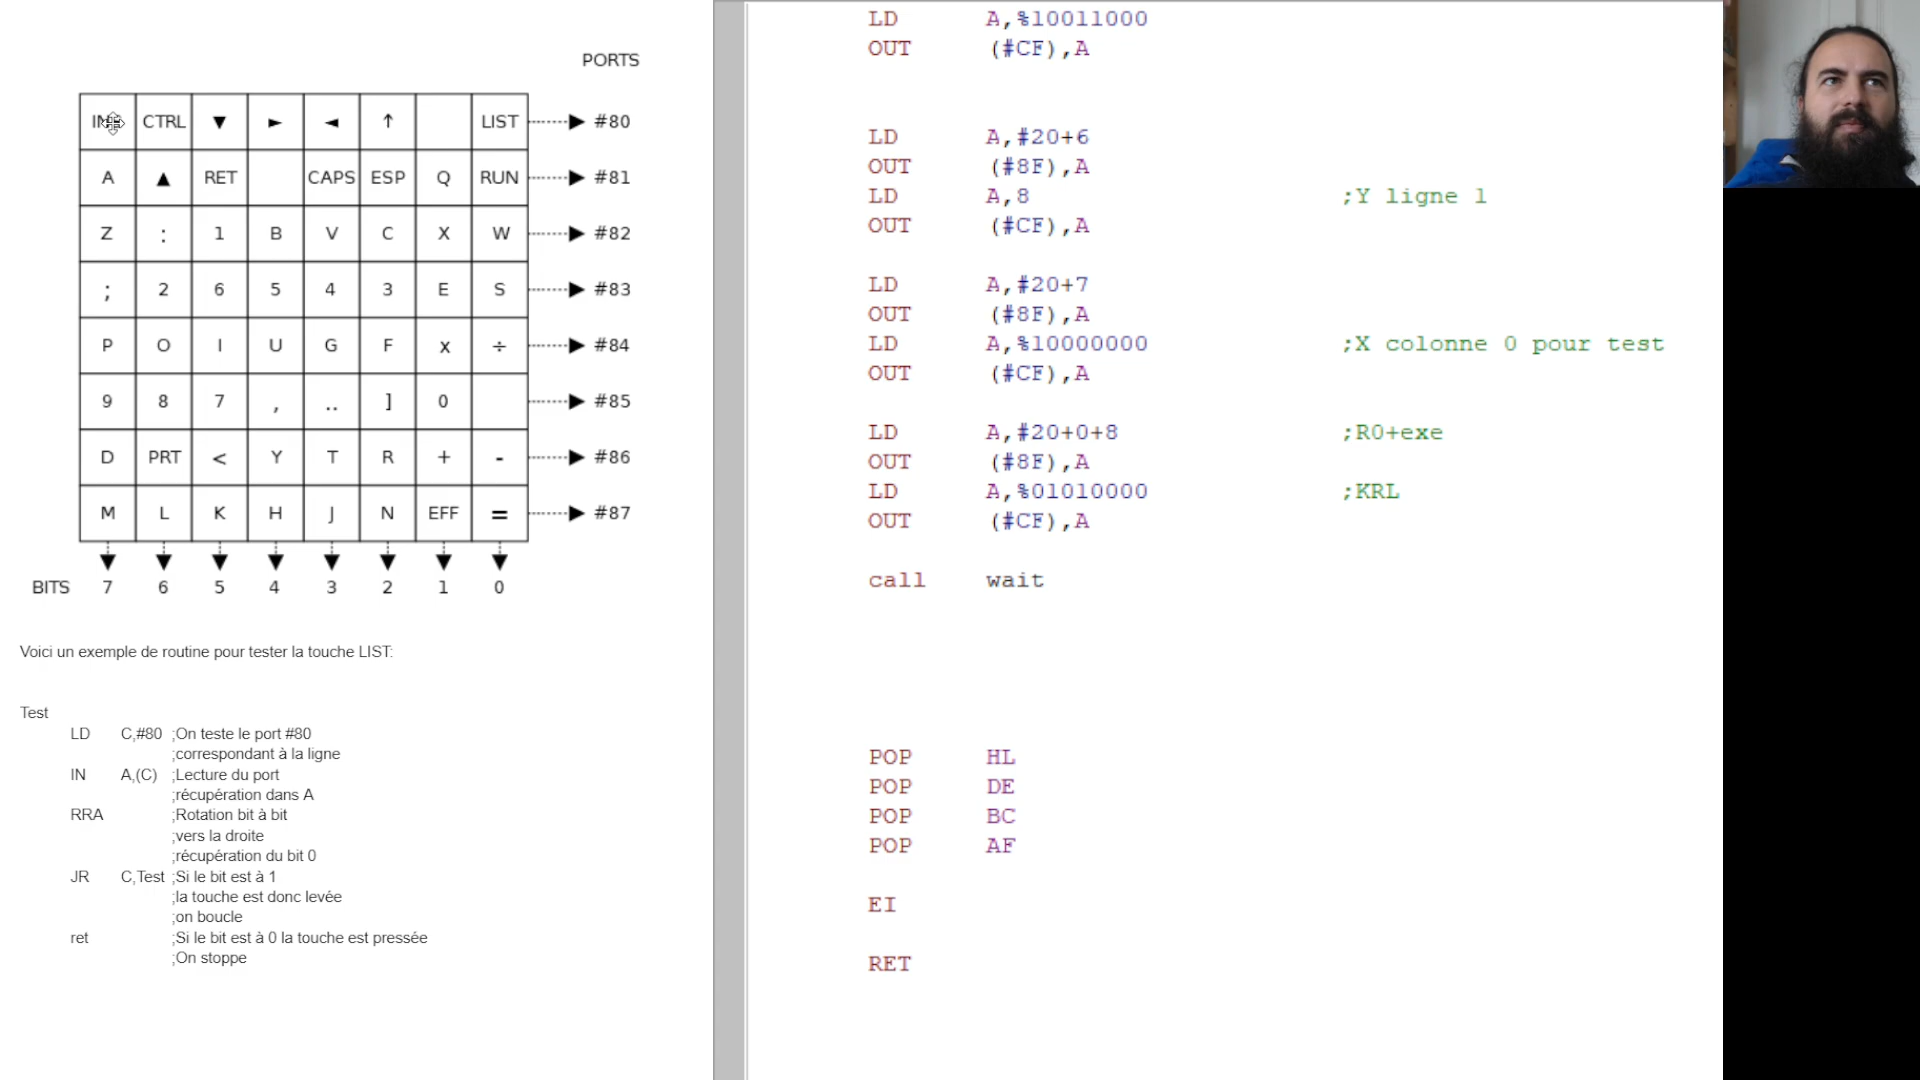 PORTS
CTRL ▼ ► ◄ ↑ LIST #80
A ▲ RET CAPS ESP Q RUN #81
Z : 1 B V C X W #82
; 2 6 5 4 3 E S #83
P O I U G F x ÷ #84
9 8 7 , .. ] 0 #85
D PRT < Y T R + - #86
M L K H J N EFF = #87
BITS 7 6 5 4 3 2 1 0
Voici un exemple de routine pour tester la touche LIST:
Test
LD C,#80 ;On teste le port #80
;correspondant à la ligne
IN A,(C) ;Lecture du port
;récupération dans A
RRA ;Rotation bit à bit
;vers la droite
;récupération du bit 0
JR C,Test ;Si le bit est à 1
;la touche est donc levée
;on boucle
ret ;Si le bit est à 0 la touche est pressée
;On stoppe
LD A,%10011000
OUT (#CF),A
LD A,#20+6
OUT (#8F),A
LD A,8 ;Y ligne 1
OUT (#CF),A
LD A,#20+7
OUT (#8F),A
LD A,%10000000 ;X colonne 0 pour test
OUT (#CF),A
LD A,#20+0+8 ;R0+exe
OUT (#8F),A
LD A,%01010000 ;KRL
OUT (#CF),A
call wait
POP HL
POP DE
POP BC
POP AF
EI
RET